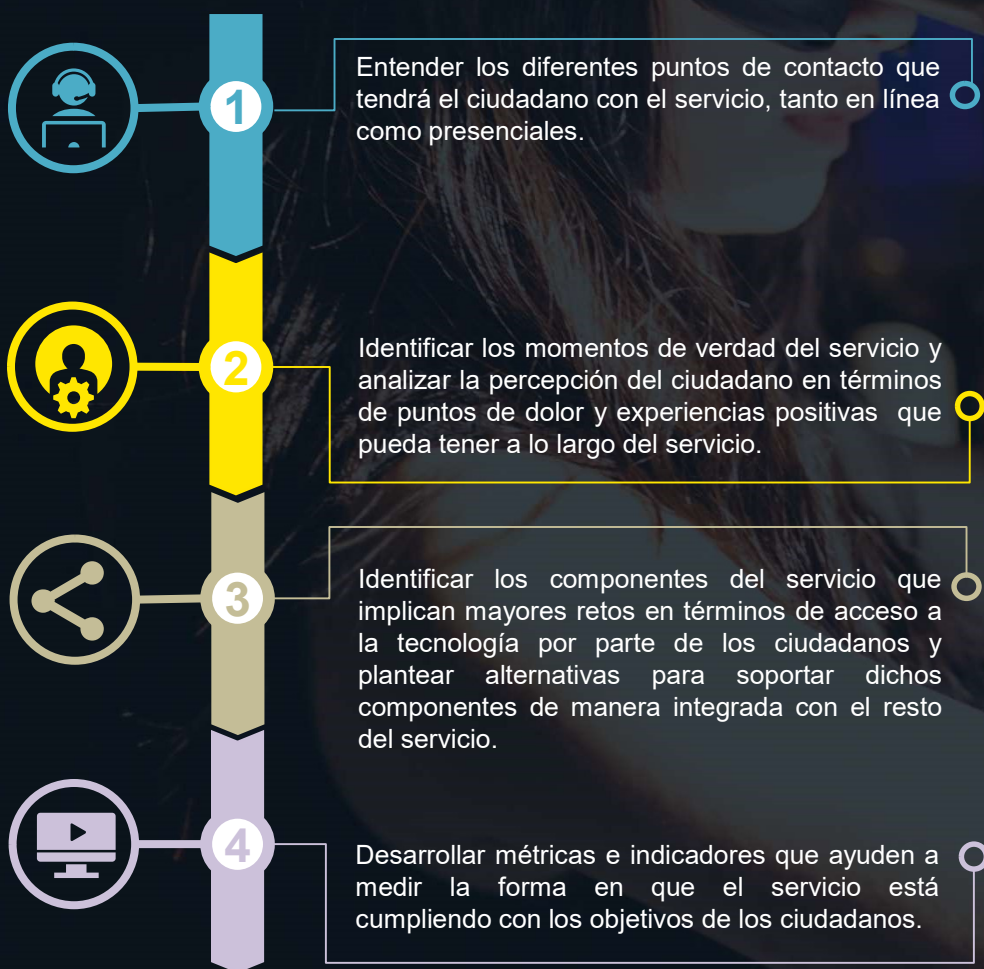 1
Entender los diferentes puntos de contacto que
tendrá el ciudadano con el servicio, tanto en línea
como presenciales.
2
Identificar los momentos de verdad del servicio y
analizar la percepción del ciudadano en términos
de puntos de dolor y experiencias positivas que
pueda tener a lo largo del servicio.
3
Identificar los componentes del servicio que
implican mayores retos en términos de acceso a
la tecnología por parte de los ciudadanos y
plantear alternativas para soportar dichos
componentes de manera integrada con el resto
del servicio.
4
Desarrollar métricas e indicadores que ayuden a
medir la forma en que el servicio está
cumpliendo con los objetivos de los ciudadanos.